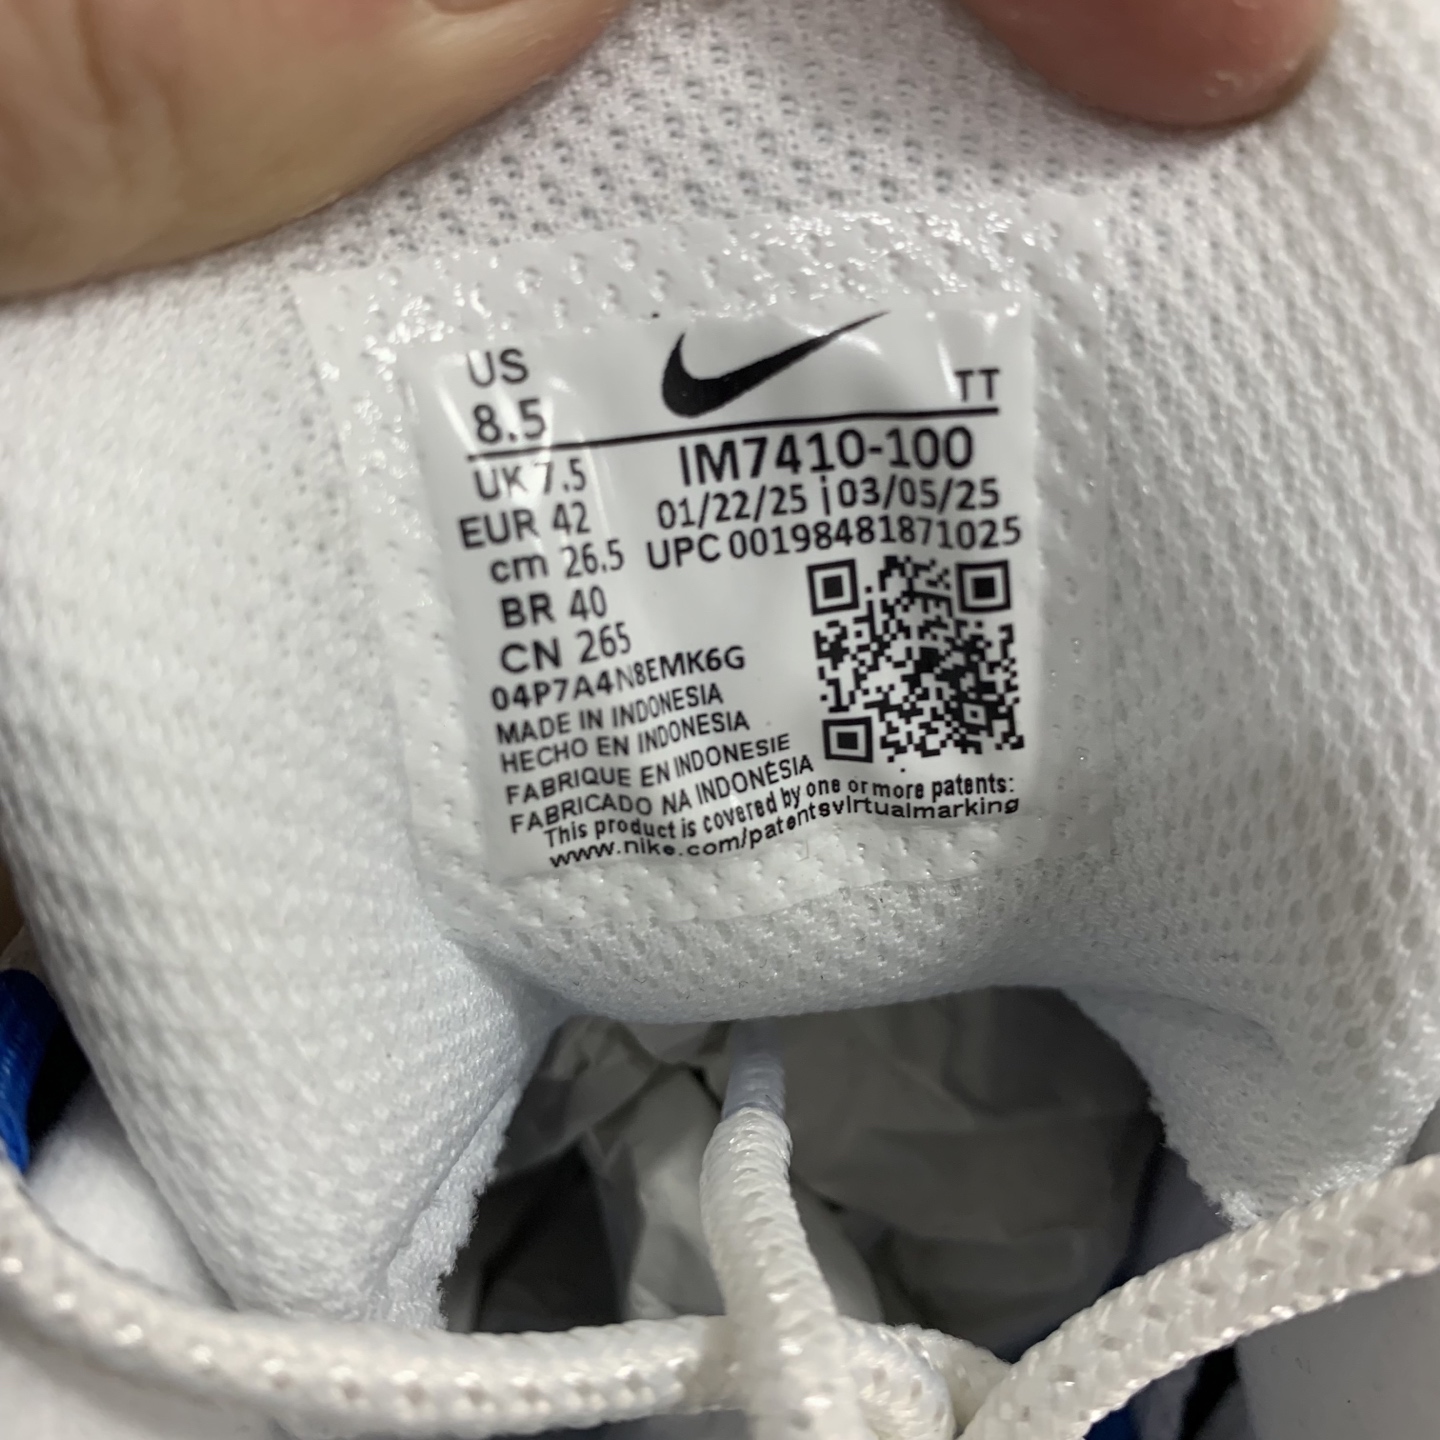 US
8.5
TT
UK 7.5
IM7410-100
EUR 42
01/22/25 | 03/05/25
cm 26.5
UPC 00198481871025
BR 40
CN 265
04P7A4N8EMK6G
MADE IN INDONESIA
HECHO EN INDONESIA
FABRIQUE EN INDONESIE
FABRICADO NA INDONÉSIA
This product is covered by one or more patents:
www.nike.com/patentsvirtualmarking